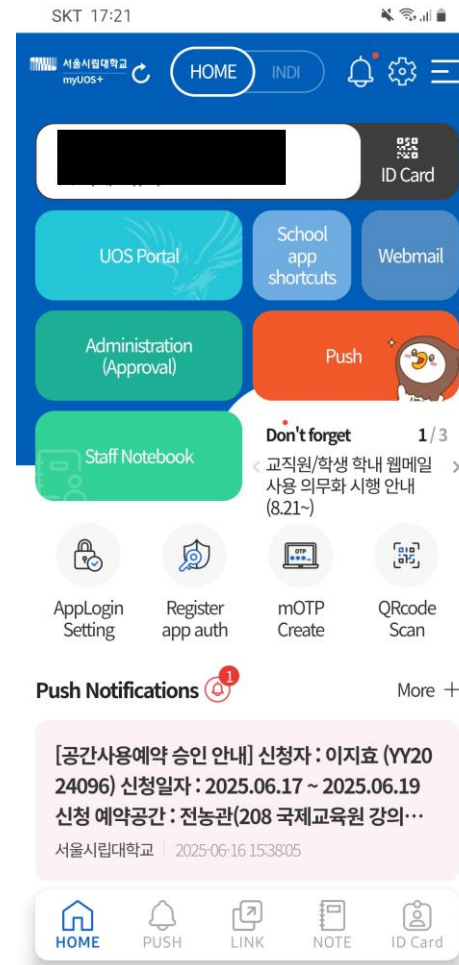 SKT 17:21
서울시립대학교
myUOS+
HOME
INDI
ID Card
UOS Portal
School
app
shortcuts
Webmail
Administration
(Approval)
Push
Staff Notebook
Don't forget 1/3
교직원/학생 학내 웹메일
사용 의무화 시행 안내
(8.21~)
OTP
AppLogin
Setting
Register
app auth
mOTP
Create
QRcode
Scan
Push Notifications 1
More +
[공간사용예약 승인 안내] 신청자 : 이지효 (YY20
24096) 신청일자 : 2025.06.17 ~ 2025.06.19
신청 예약공간 : 전농관(208 국제교육원 강의…
서울시립대학교 | 2025-06-16 15:38:05
HOME
PUSH
LINK
NOTE
ID Card